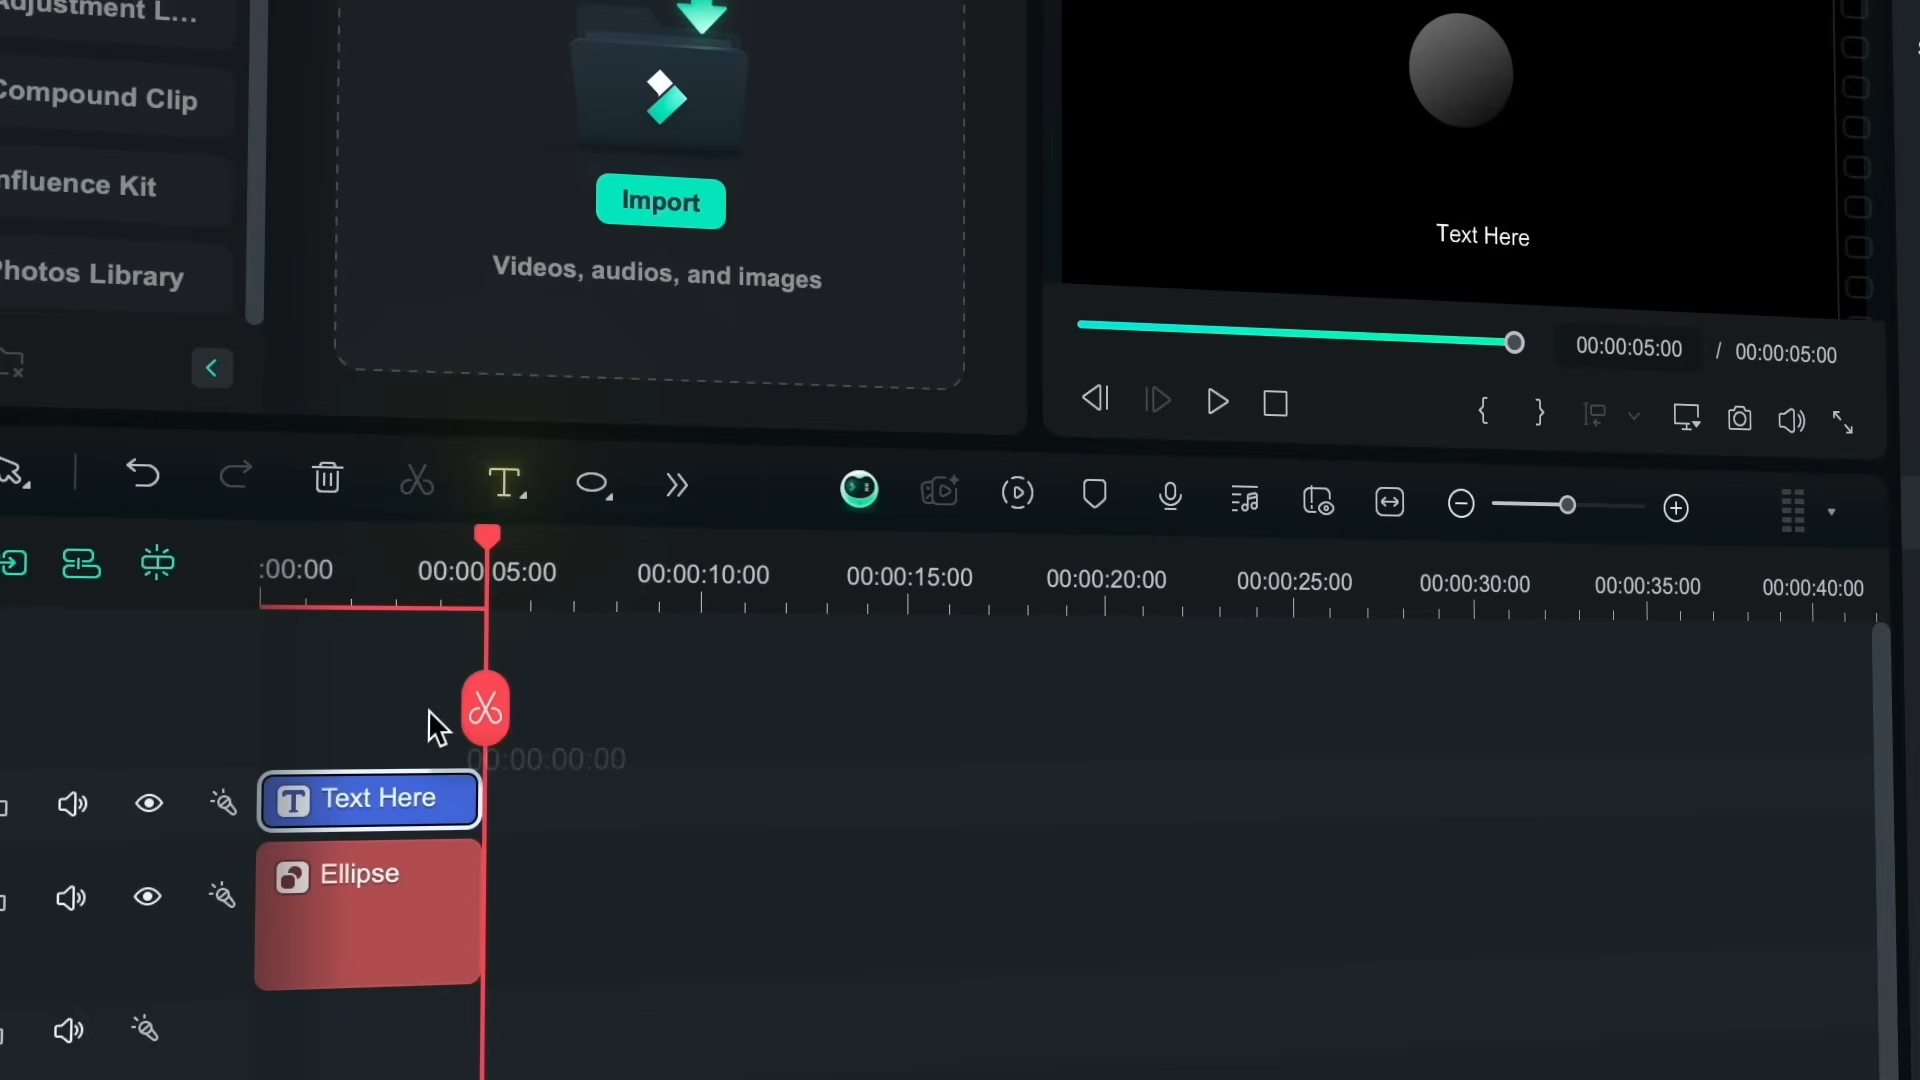 Adjustment L...
Compound Clip
Influence Kit
Photos Library
Import
Videos, audios, and images
Text Here
00:00:05:00 / 00:00:05:00
:00:00 00:00:05:00 00:00:10:00 00:00:15:00 00:00:20:00 00:00:25:00 00:00:30:00 00:00:35:00 00:00:40:00
00:00:00:00
T Text Here
Ellipse